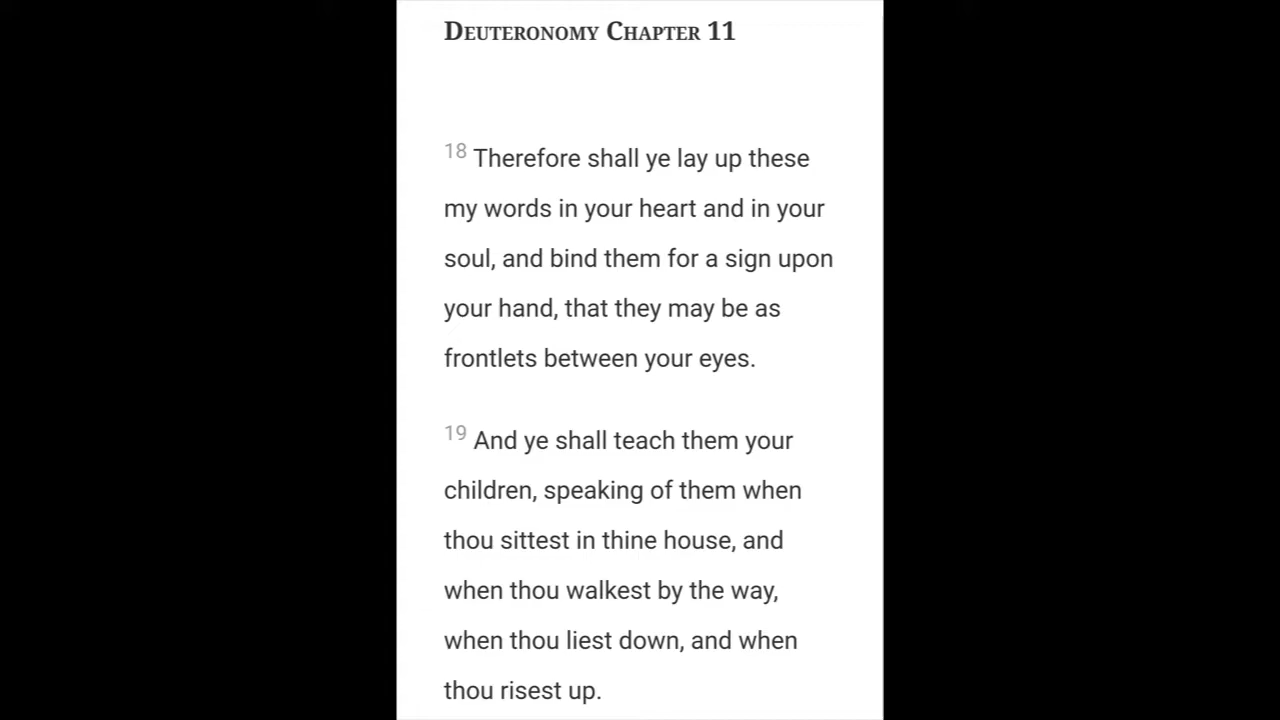 Deuteronomy Chapter 11
18 Therefore shall ye lay up these
my words in your heart and in your
soul, and bind them for a sign upon
your hand, that they may be as
frontlets between your eyes.
19 And ye shall teach them your
children, speaking of them when
thou sittest in thine house, and
when thou walkest by the way,
when thou liest down, and when
thou risest up.